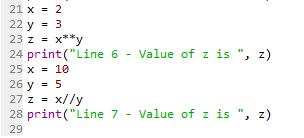 21 x = 2
22 y = 3
23 z = x**y
24 print("Line 6 - Value of z is ", z)
25 x = 10
26 y = 5
27 z = x//y
28 print("Line 7 - Value of z is ", z)
29